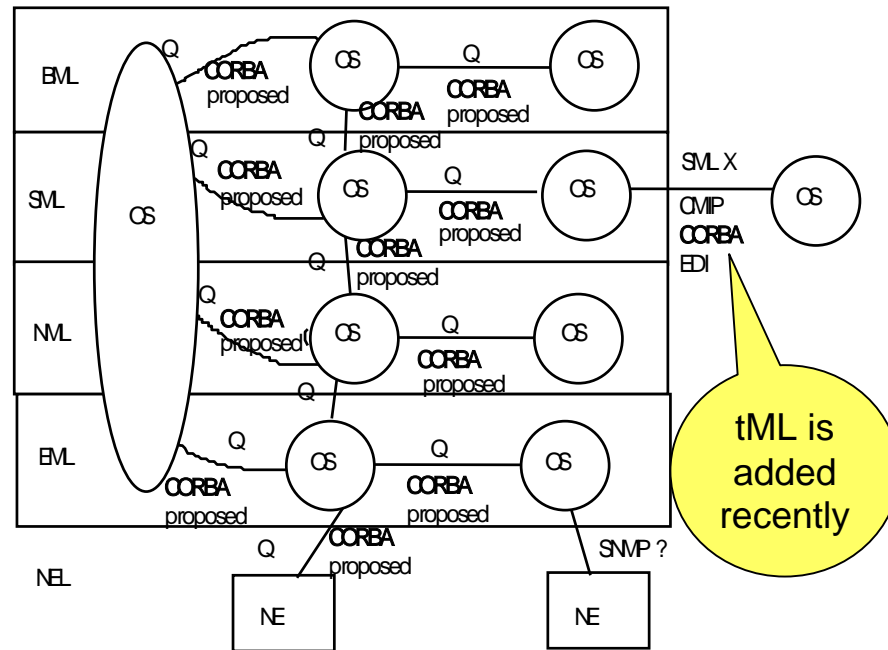 Q
OS
Q
OS
BML
CORBA
proposed
CORBA
proposed
CORBA
proposed
Q
Q
CORBA
proposed
OS
Q
OS
SML X
OS
SML
CORBA
proposed
CMIP
CORBA
EDI
OS
CORBA
proposed
Q
Q
CORBA
proposed
(
OS
Q
OS
NML
CORBA
proposed
Q
tML is
added
recently
EML
Q
OS
Q
OS
CORBA
proposed
CORBA
proposed
Q
CORBA
proposed
SNMP ?
NEL
NE
NE